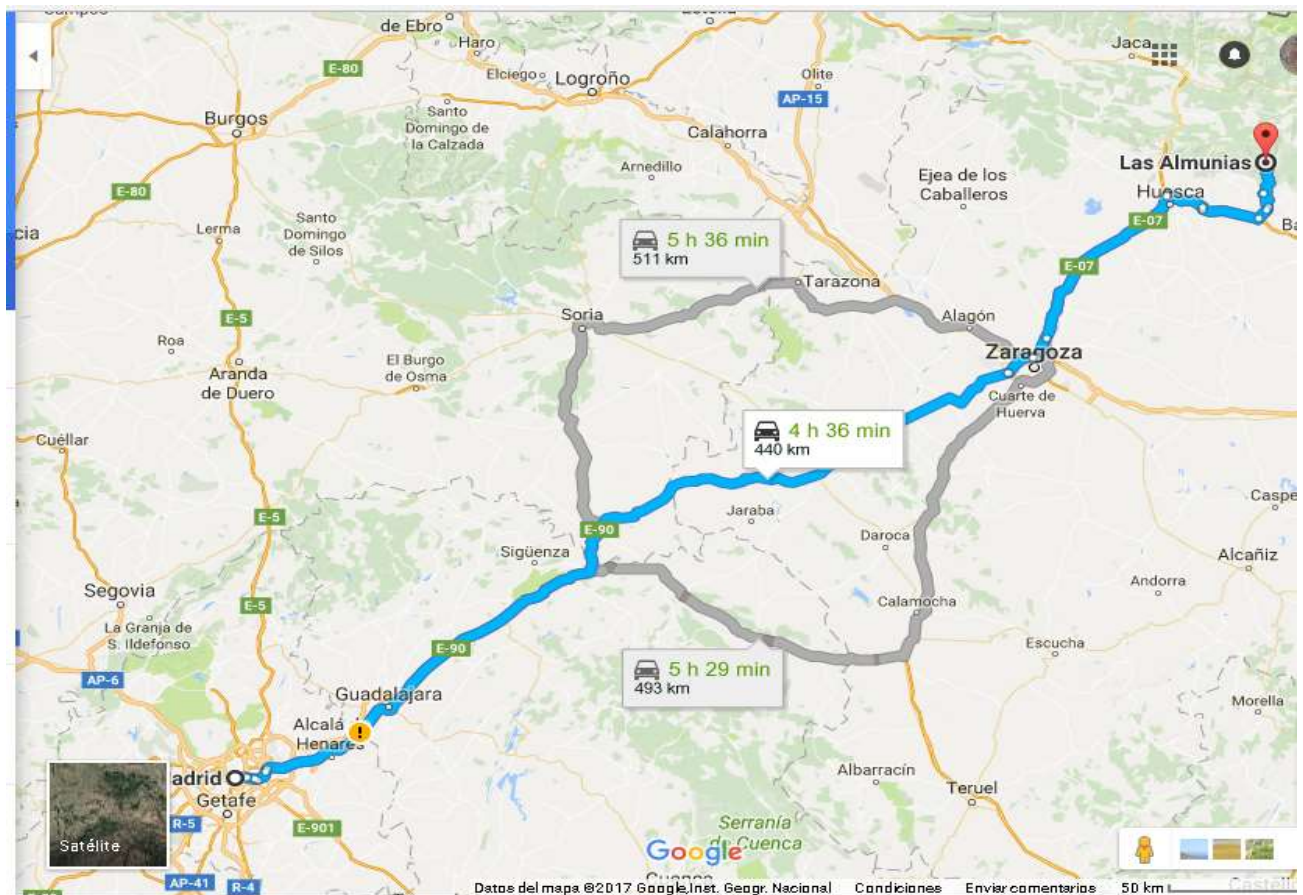 de Ebro
Haro
Jaca
E-80
Elciego
Logroño
Olite
AP-15
Burgos
Santo
Domingo de
la Calzada
Calahorra
Las Almunias
Arnedillo
Ejea de los
Caballeros
Huesca
E-80
Lerma
Santo
Domingo
de Silos
E-07
5 h 36 min
511 km
E-07
Tarazona
E-5
Soria
Alagón
Roa
Zaragoza
El Burgo
de Osma
Aranda
de Duero
Cuarte de
Huerva
4 h 36 min
440 km
Cuéllar
E-5
Jaraba
E-90
Daroca
Sigüenza
Alcañiz
Segovia
Andorra
E-5
Calamocha
La Granja de
S. Ildefonso
Escucha
E-90
5 h 29 min
493 km
AP-6
Guadalajara
Morella
Alcalá
Henares
adrid
Albarracín
Getafe
Teruel
R-5
E-901
Serranía
de Cuenca
Satélite
Google
AP-41
R-4
Datos del mapa ©2017 Google, Inst. Geogr. Nacional Condiciones Enviar comentarios 50 km